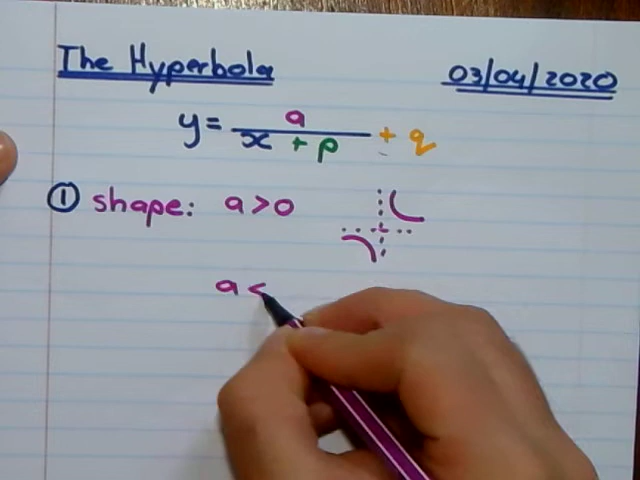 The Hyperbola 03/04/2020
y = a / x + p + q
① shape: a > 0
a <